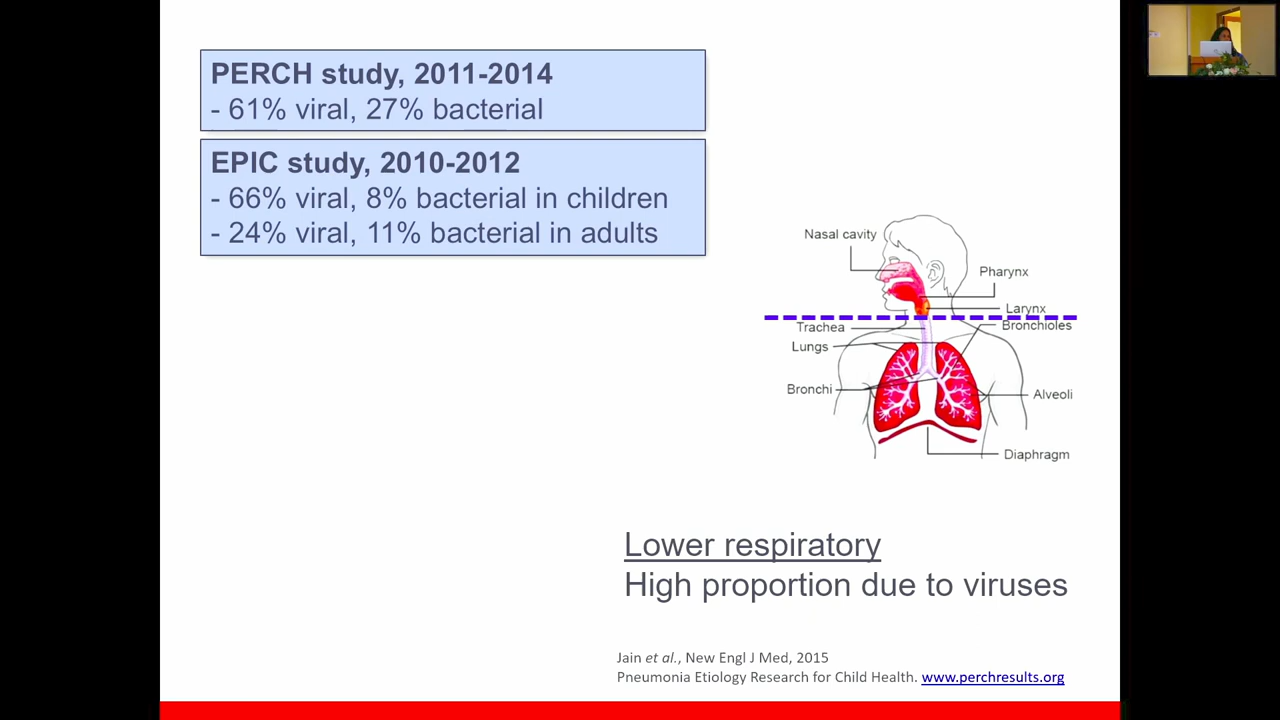 PERCH study, 2011-2014
- 61% viral, 27% bacterial
EPIC study, 2010-2012
- 66% viral, 8% bacterial in children
- 24% viral, 11% bacterial in adults
Nasal cavity
Pharynx
Larynx
Bronchioles
Trachea
Lungs
Bronchi
Alveoli
Diaphragm
Lower respiratory
High proportion due to viruses
Jain et al., New Engl J Med, 2015
Pneumonia Etiology Research for Child Health. www.perchresults.org